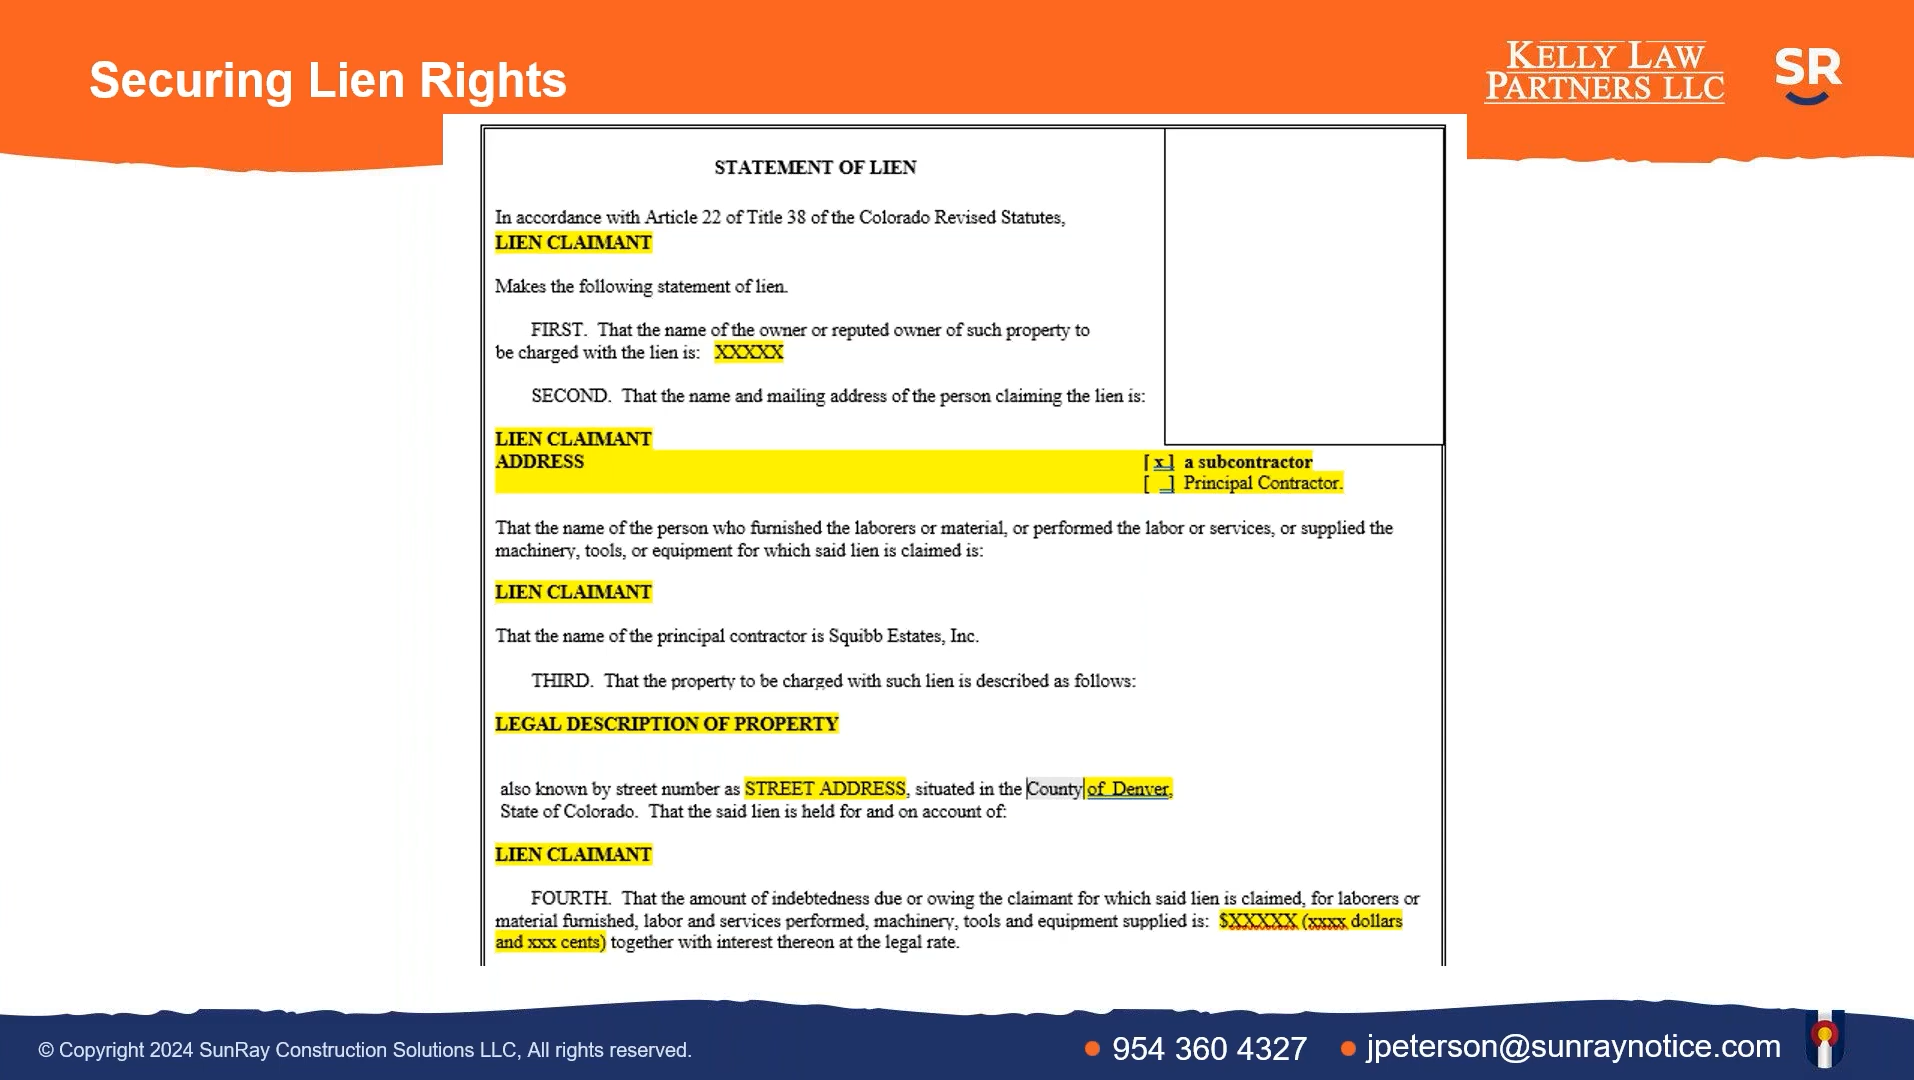 Securing Lien Rights
KELLY LAW
PARTNERS LLC
SR
STATEMENT OF LIEN
In accordance with Article 22 of Title 38 of the Colorado Revised Statutes,
LIEN CLAIMANT
Makes the following statement of lien.
FIRST. That the name of the owner or reputed owner of such property to
be charged with the lien is: XXXXX
SECOND. That the name and mailing address of the person claiming the lien is:
LIEN CLAIMANT
ADDRESS [ x ] a subcontractor
[ _] Principal Contractor.
That the name of the person who furnished the laborers or material, or performed the labor or services, or supplied the
machinery, tools, or equipment for which said lien is claimed is:
LIEN CLAIMANT
That the name of the principal contractor is Squibb Estates, Inc.
THIRD. That the property to be charged with such lien is described as follows:
LEGAL DESCRIPTION OF PROPERTY
also known by street number as STREET ADDRESS, situated in the County of Denver,
State of Colorado. That the said lien is held for and on account of:
LIEN CLAIMANT
FOURTH. That the amount of indebtedness due or owing the claimant for which said lien is claimed, for laborers or
material furnished, labor and services performed, machinery, tools and equipment supplied is: $XXXXX (xxxx dollars
and xxx cents) together with interest thereon at the legal rate.
© Copyright 2024 SunRay Construction Solutions LLC, All rights reserved.
954 360 4327
jpeterson@sunraynotice.com